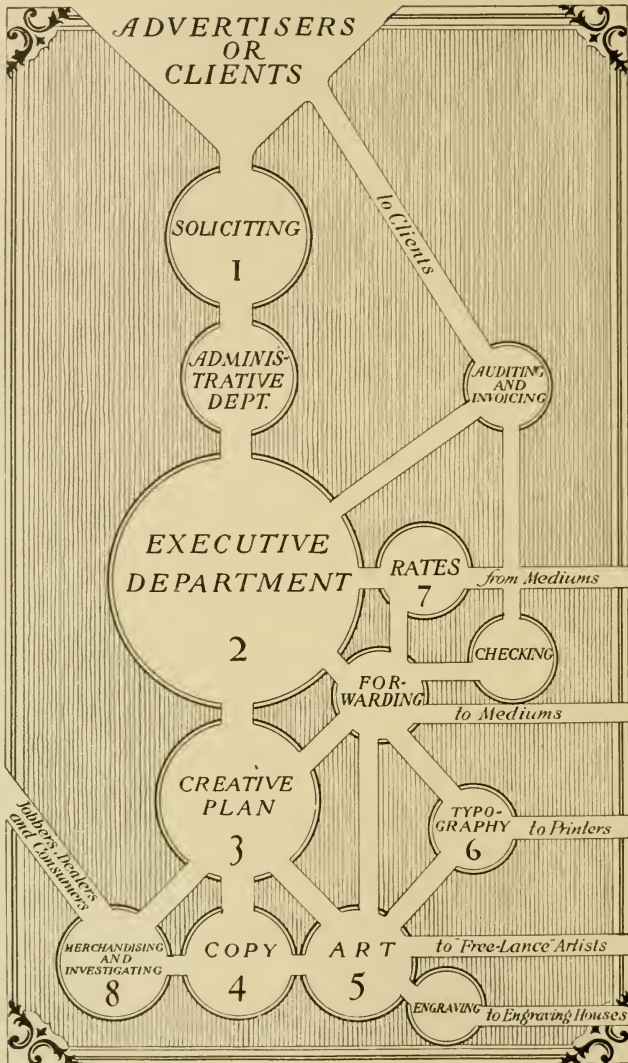 ADVERTISERS
OR
CLIENTS
to Clients
SOLICITING
1
ADMINIS-
TRATIVE
DEPT.
AUDITING
AND
INVOICING
EXECUTIVE
DEPARTMENT
2
RATES
7
from Mediums
CHECKING
FOR-
WARDING
to Mediums
CREATIVE
PLAN
3
TYPO-
GRAPHY
6
to Printers
Jobbers, Dealers
and Consumers
MERCHANDISING
AND
INVESTIGATING
8
COPY
4
ART
5
to "Free-Lance" Artists
ENGRAVING
to Engraving Houses